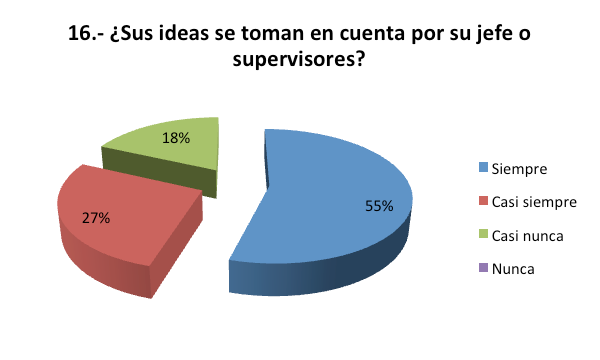 16.- ¿Sus ideas se toman en cuenta por su jefe o
supervisores?
18%
27%
55%
Siempre
Casi siempre
Casi nunca
Nunca